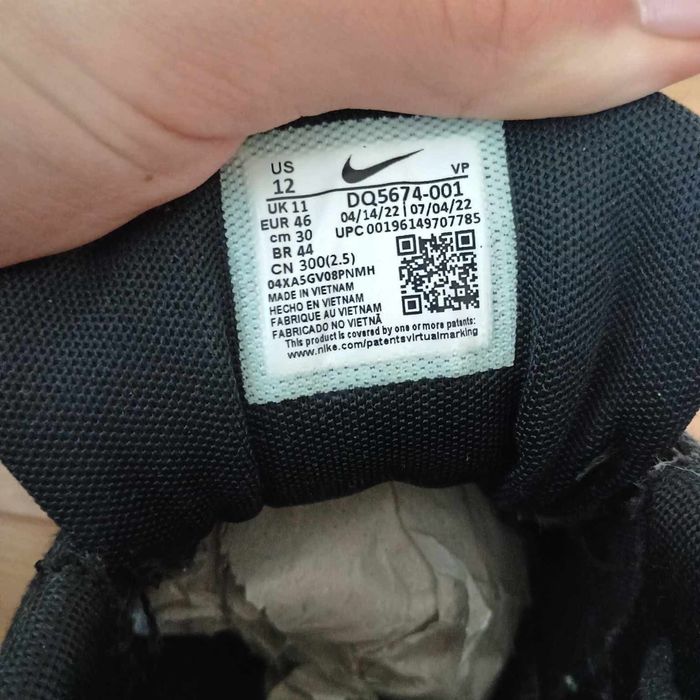 US
12
VP
UK 11
DQ5674-001
EUR 46
04/14/22 | 07/04/22
cm 30
UPC 00196149707785
BR 44
CN 300(2.5)
04XA5GV08PNMH
MADE IN VIETNAM
HECHO EN VIETNAM
FABRIQUE AU VIETNAM
FABRICADO NO VIETNÃ
This product is covered by one or more patents:
www.nike.com/patentsvirtualmarking